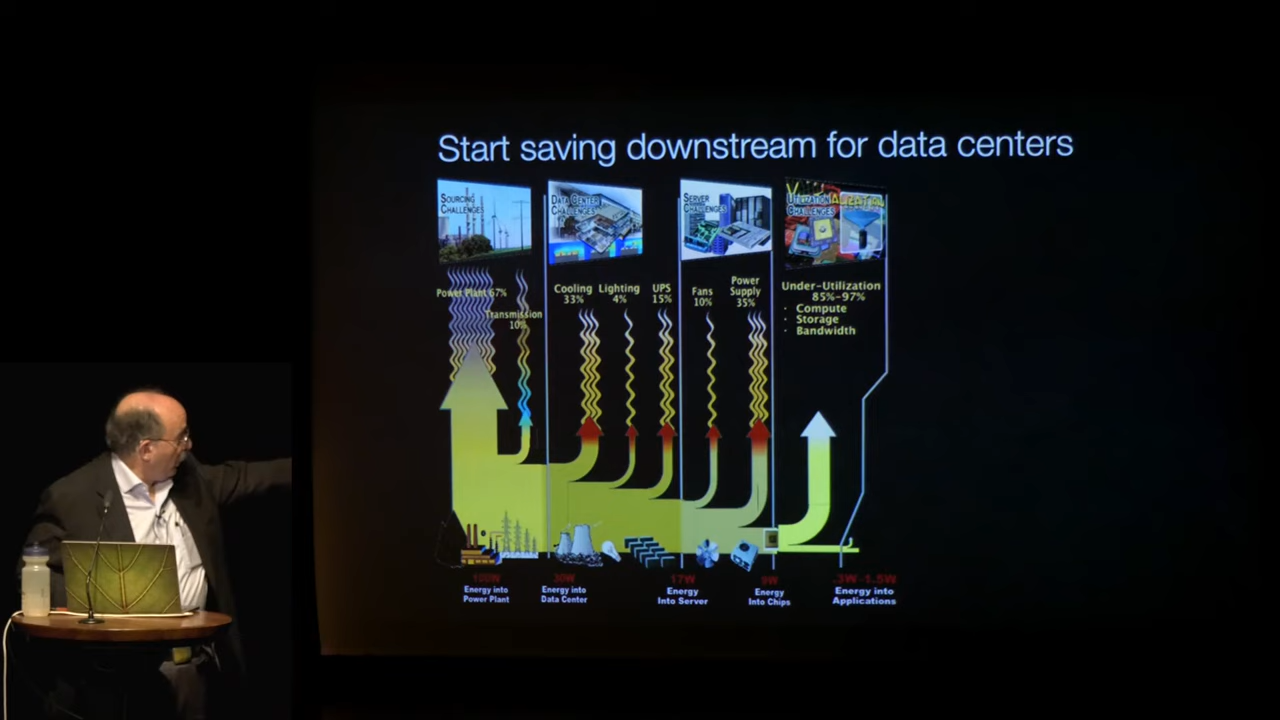 Start saving downstream for data centers
SOURCING
CHALLENGES
DATA CENTER
CHALLENGES
SERVER
CHALLENGES
UTILIZATION
CHALLENGES
Power Plant 67%
Transmission
10%
Cooling
33%
Lighting
4%
UPS
15%
Fans
10%
Power
Supply
35%
Under-Utilization
85%-97%
· Compute
· Storage
· Bandwidth
100W
Energy into
Power Plant
30W
Energy into
Data Center
17W
Energy
Into Server
9W
Energy
Into Chips
.3W-1.5W
Energy into
Applications